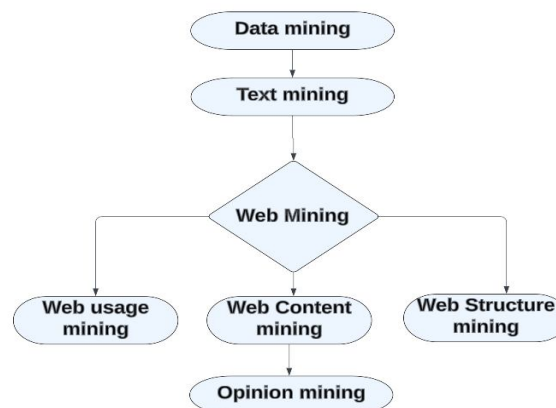 Data mining
Text mining
Web Mining
Web usage
mining
Web Content
mining
Web Structure
mining
Opinion mining